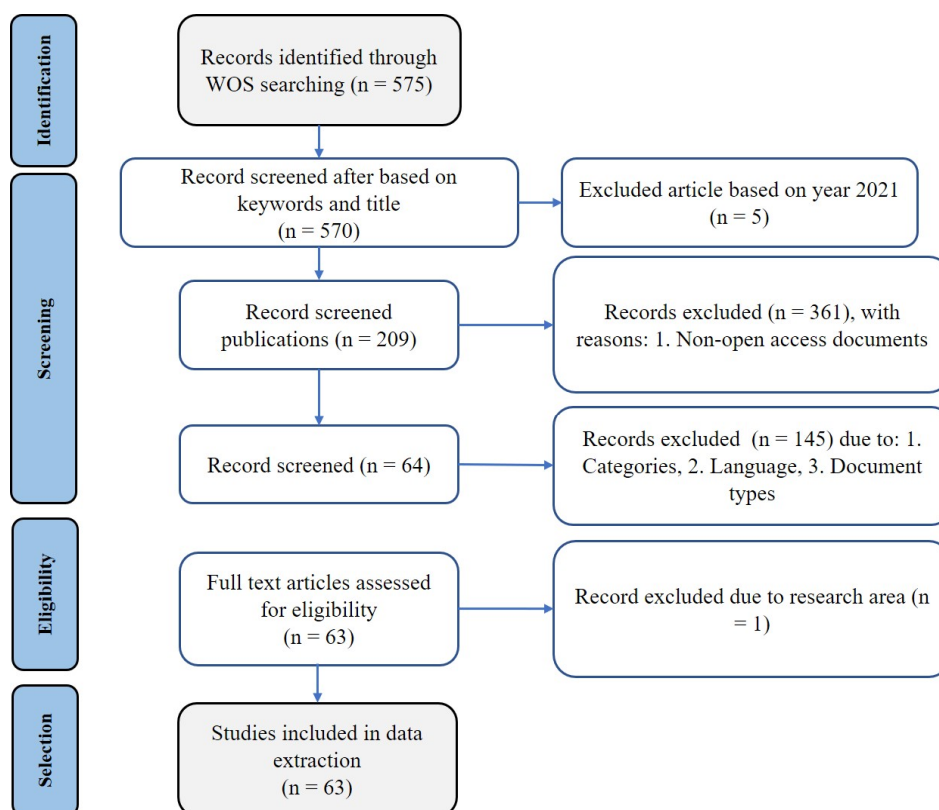 Identification
Records identified through
WOS searching (n = 575)
Screening
Record screened after based on
keywords and title
(n = 570)
Excluded article based on year 2021
(n = 5)
Record screened
publications (n = 209)
Records excluded (n = 361), with
reasons: 1. Non-open access documents
Record screened (n = 64)
Records excluded  (n = 145) due to: 1.
Categories, 2. Language, 3. Document
types
Eligibility
Full text articles assessed
for eligibility
(n = 63)
Record excluded due to research area (n
= 1)
Selection
Studies included in data
extraction
(n = 63)